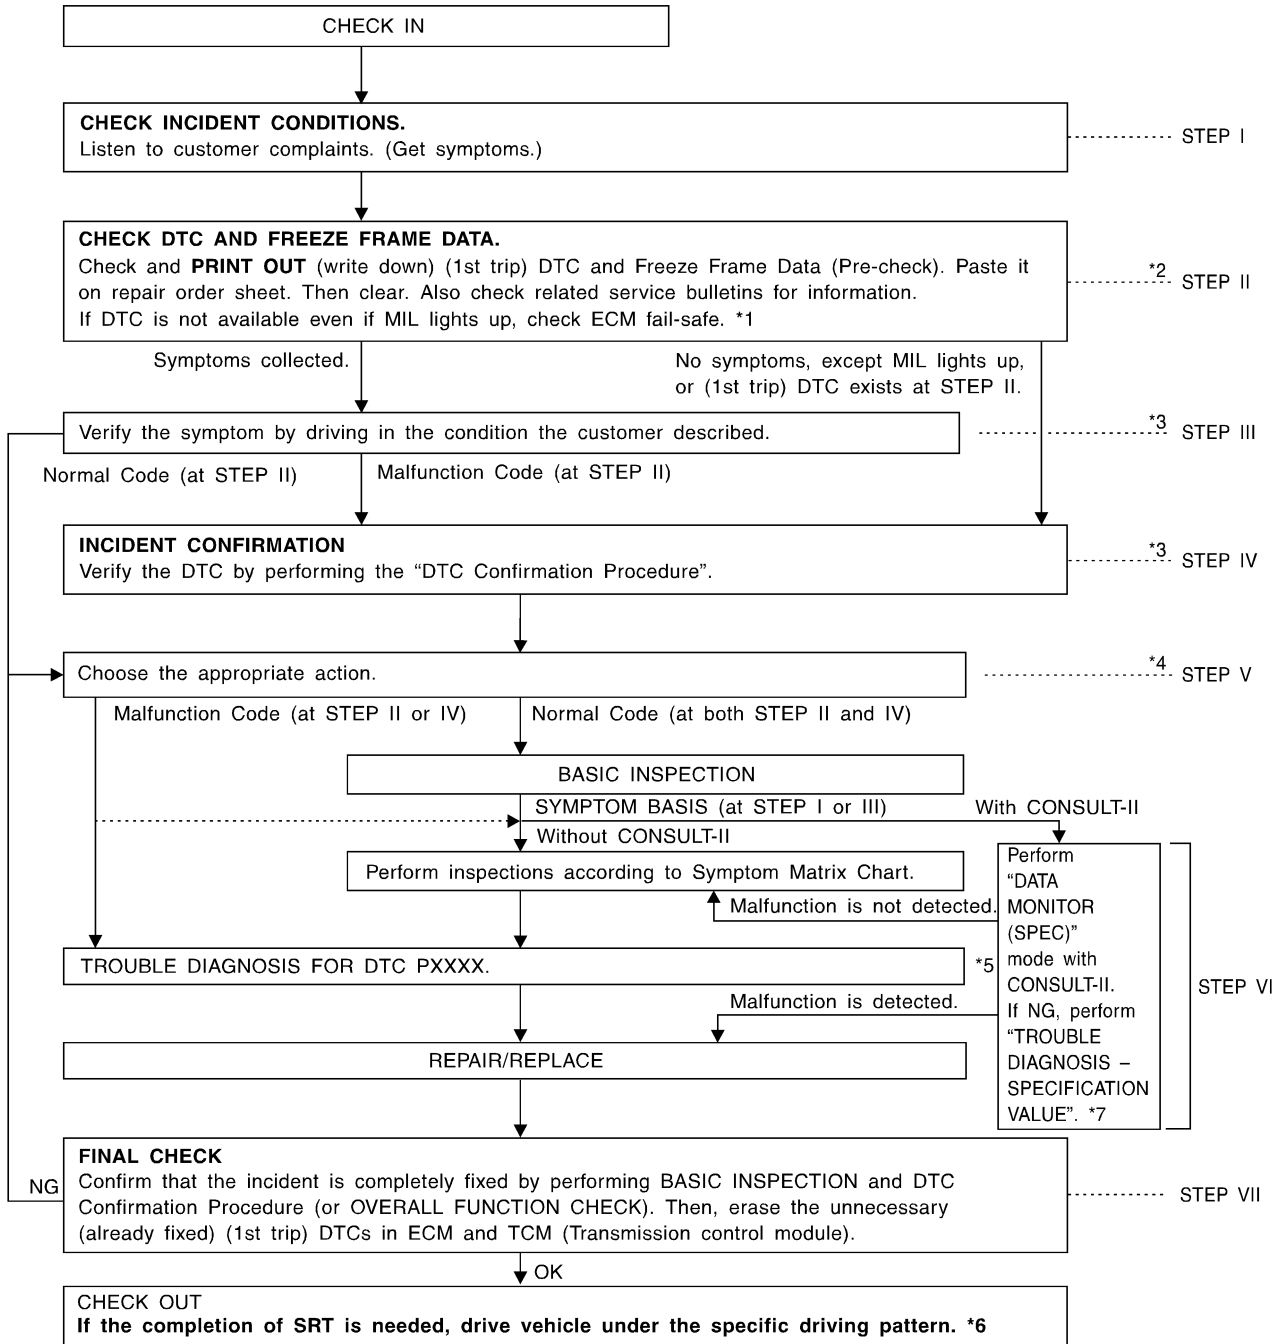 CHECK IN
CHECK INCIDENT CONDITIONS.
Listen to customer complaints. (Get symptoms.)
STEP I
CHECK DTC AND FREEZE FRAME DATA.
Check and PRINT OUT (write down) (1st trip) DTC and Freeze Frame Data (Pre-check). Paste it
on repair order sheet. Then clear. Also check related service bulletins for information.
If DTC is not available even if MIL lights up, check ECM fail-safe. *1
*2
STEP II
Symptoms collected.
No symptoms, except MIL lights up,
or (1st trip) DTC exists at STEP II.
Verify the symptom by driving in the condition the customer described.
*3
STEP III
Normal Code (at STEP II)
Malfunction Code (at STEP II)
INCIDENT CONFIRMATION
Verify the DTC by performing the “DTC Confirmation Procedure”.
*3
STEP IV
Choose the appropriate action.
*4
STEP V
Malfunction Code (at STEP II or IV)
Normal Code (at both STEP II and IV)
BASIC INSPECTION
SYMPTOM BASIS (at STEP I or III)
With CONSULT-II
Without CONSULT-II
Perform inspections according to Symptom Matrix Chart.
Malfunction is not detected.
TROUBLE DIAGNOSIS FOR DTC PXXXX.
*5
Malfunction is detected.
Perform
“DATA
MONITOR
(SPEC)”
mode with
CONSULT-II.
If NG, perform
“TROUBLE
DIAGNOSIS –
SPECIFICATION
VALUE”. *7
STEP VI
REPAIR/REPLACE
NG
FINAL CHECK
Confirm that the incident is completely fixed by performing BASIC INSPECTION and DTC
Confirmation Procedure (or OVERALL FUNCTION CHECK). Then, erase the unnecessary
(already fixed) (1st trip) DTCs in ECM and TCM (Transmission control module).
STEP VII
OK
CHECK OUT
If the completion of SRT is needed, drive vehicle under the specific driving pattern. *6